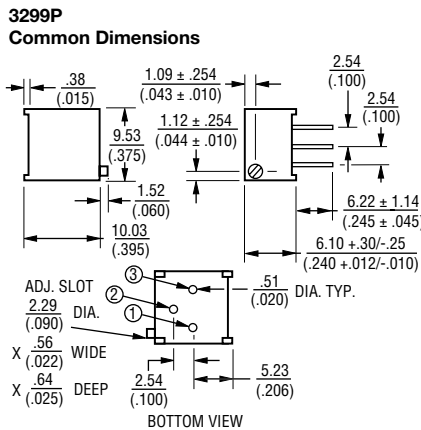 3299P
Common Dimensions
.38
(.015)
9.53
(.375)
1.52
(.060)
10.03
(.395)
1.09 ± .254
(.043 ± .010)
1.12 ± .254
(.044 ± .010)
2.54
(.100)
2.54
(.100)
6.22 ± 1.14
(.245 ± .045)
6.10 +.30/-.25
(.240 +.012/-.010)
ADJ. SLOT
2.29
(.090) DIA.
X .56
(.022) WIDE
X .64
(.025) DEEP
3
2
1
.51
(.020) DIA. TYP.
2.54
(.100)
5.23
(.206)
BOTTOM VIEW